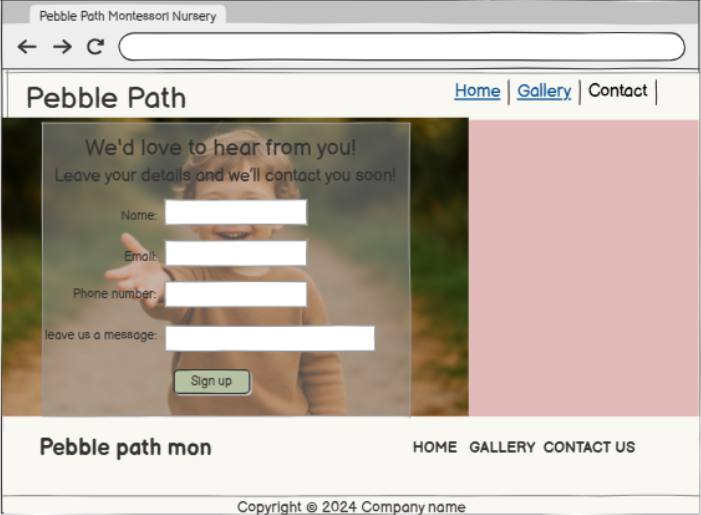 Pebble Path Montessori Nursery
Pebble Path
Home Gallery Contact
We'd love to hear from you!
Leave your details and we'll contact you soon!
Name:
Email:
Phone number:
leave us a message:
Sign up
Pebble path mon
HOME GALLERY CONTACT US
Copyright © 2024 Company name